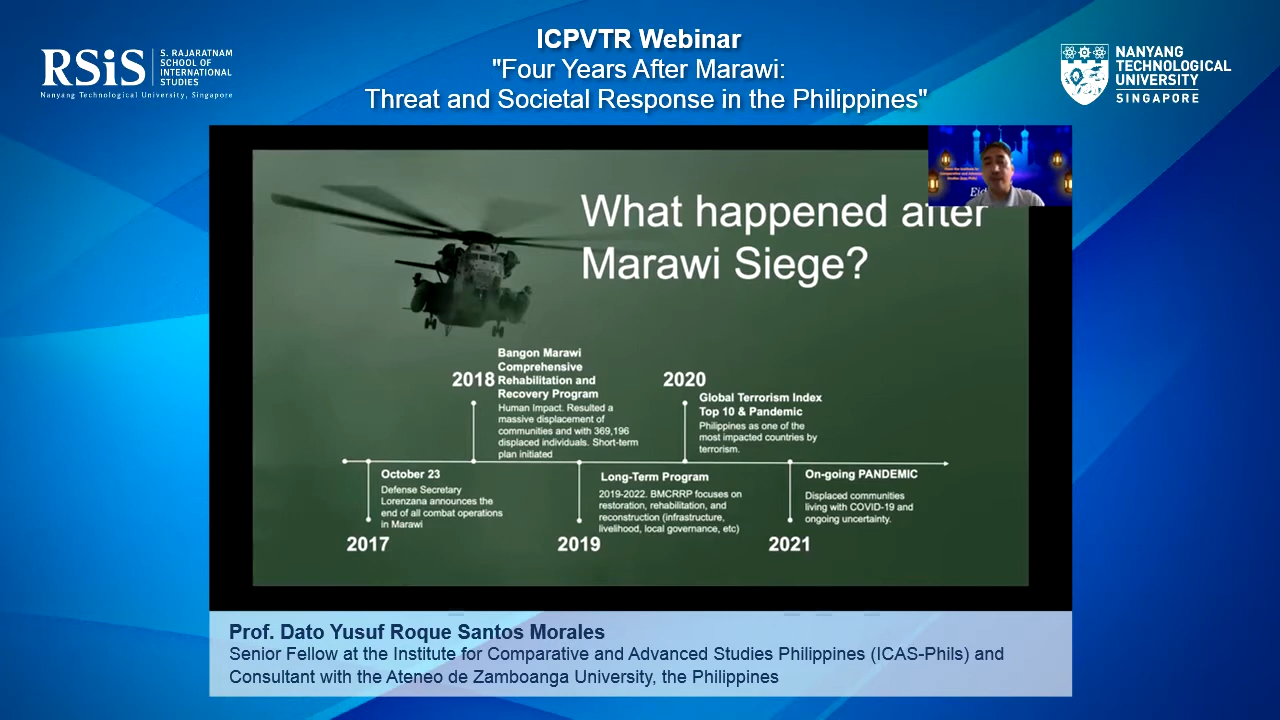 RSiS
S. RAJARATNAM
SCHOOL OF
INTERNATIONAL
STUDIES
Nanyang Technological University, Singapore
ICPVTR Webinar
"Four Years After Marawi:
Threat and Societal Response in the Philippines"
NANYANG
TECHNOLOGICAL
UNIVERSITY
SINGAPORE
What happened after
Marawi Siege?
2018
Bangon Marawi
Comprehensive
Rehabilitation and
Recovery Program
Human Impact. Resulted a
massive displacement of
communities and with 369,196
displaced individuals. Short-term
plan initiated
2020
Global Terrorism Index
Top 10 & Pandemic
Philippines as one of the
most impacted countries by
terrorism.
October 23
Defense Secretary
Lorenzana announces the
end of all combat operations
in Marawi
2017
Long-Term Program
2019-2022. BMCRRP focuses on
restoration, rehabilitation, and
reconstruction (infrastructure,
livelihood, local governance, etc)
2019
On-going PANDEMIC
Displaced communities
living with COVID-19 and
ongoing uncertainty.
2021
Prof. Dato Yusuf Roque Santos Morales
Senior Fellow at the Institute for Comparative and Advanced Studies Philippines (ICAS-Phils) and
Consultant with the Ateneo de Zamboanga University, the Philippines